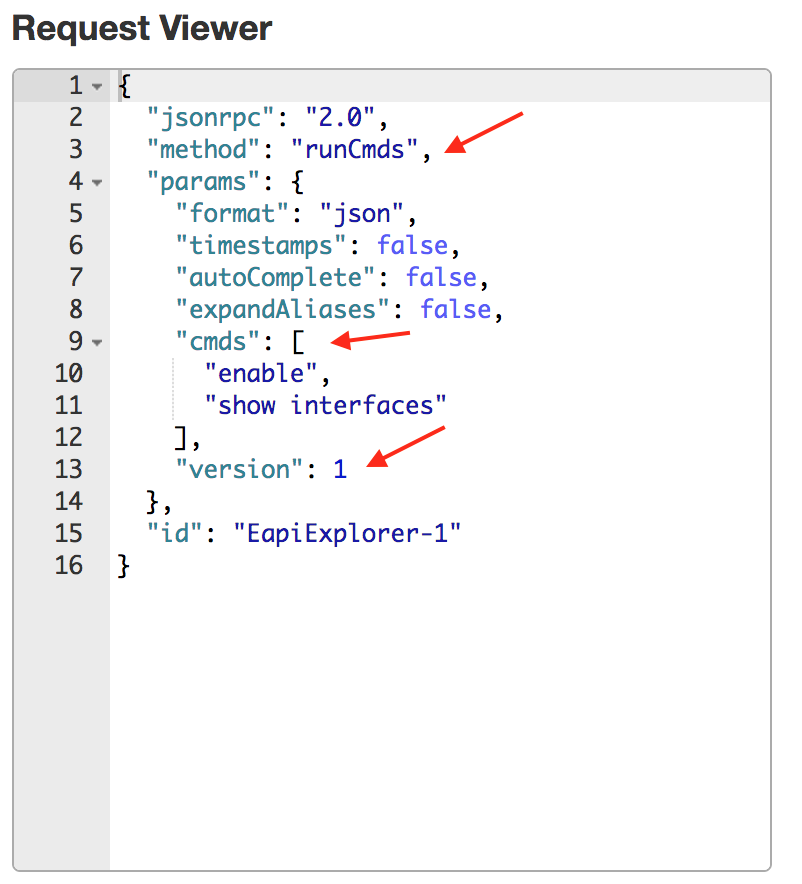 Request Viewer
1 {
2 "jsonrpc": "2.0",
3 "method": "runCmds",
4 "params": {
5 "format": "json",
6 "timestamps": false,
7 "autoComplete": false,
8 "expandAliases": false,
9 "cmds": [
10 "enable",
11 "show interfaces"
12 ],
13 "version": 1
14 },
15 "id": "EapiExplorer-1"
16 }